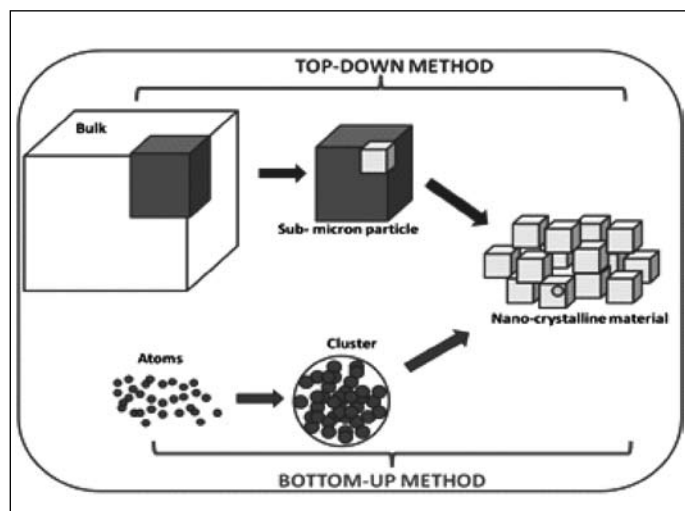 TOP-DOWN METHOD
Bulk
Sub- micron particle
Nano-crystalline material
Atoms
Cluster
BOTTOM-UP METHOD